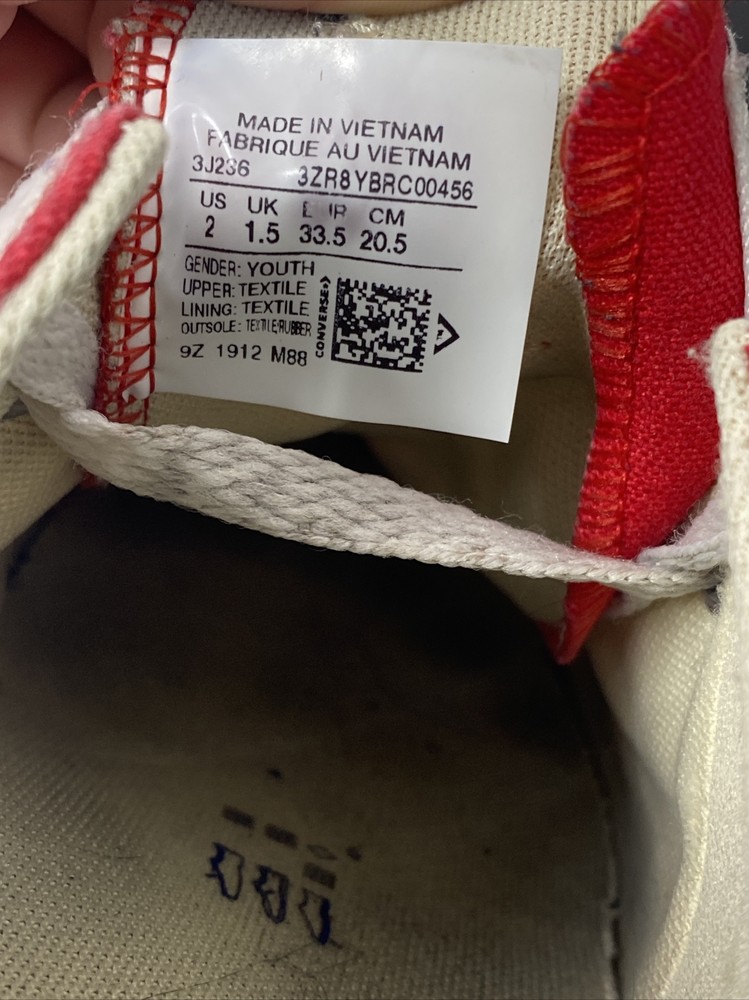 MADE IN VIETNAM
FABRIQUE AU VIETNAM
3J236 3ZR8YBRC00456
US UK EUR CM
2 1.5 33.5 20.5
GENDER: YOUTH
UPPER: TEXTILE
LINING: TEXTILE
OUTSOLE: TEXTILE/RUBBER
9Z 1912 M88
CONVERSE